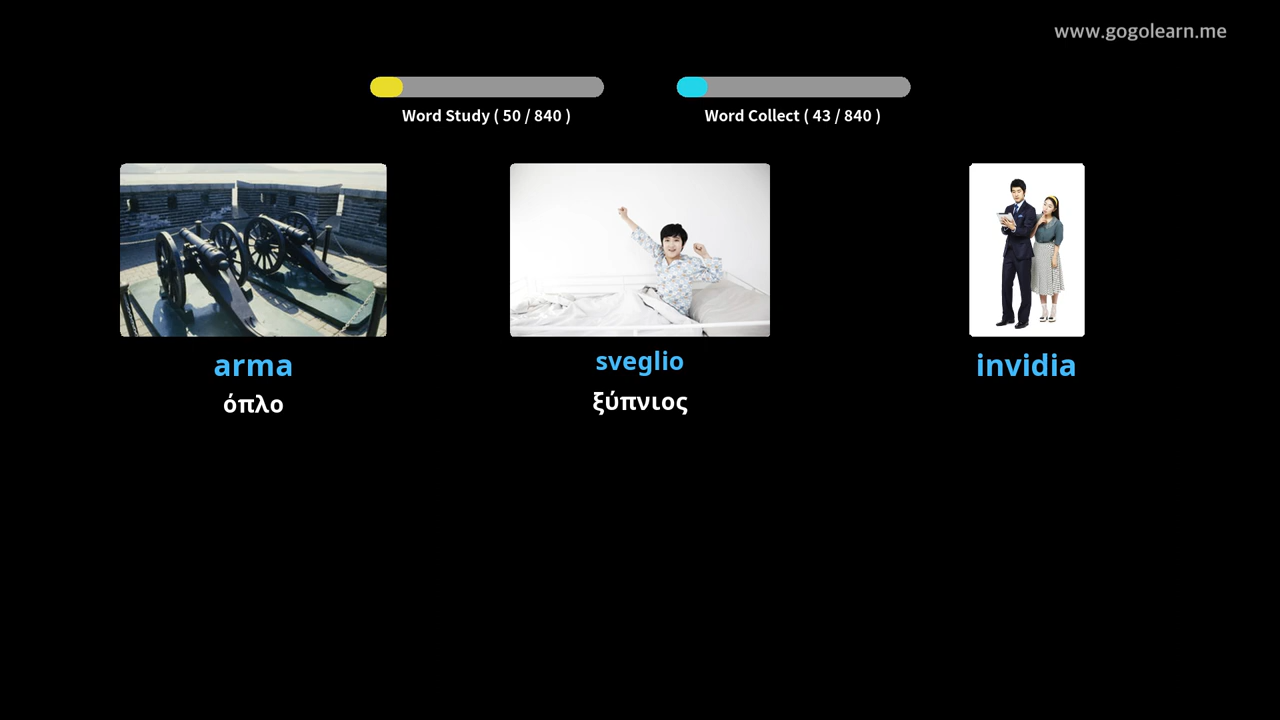 www.gogolearn.me
Word Study ( 50 / 840 )
Word Collect ( 43 / 840 )
arma
όπλο
sveglio
ξύπνιος
invidia